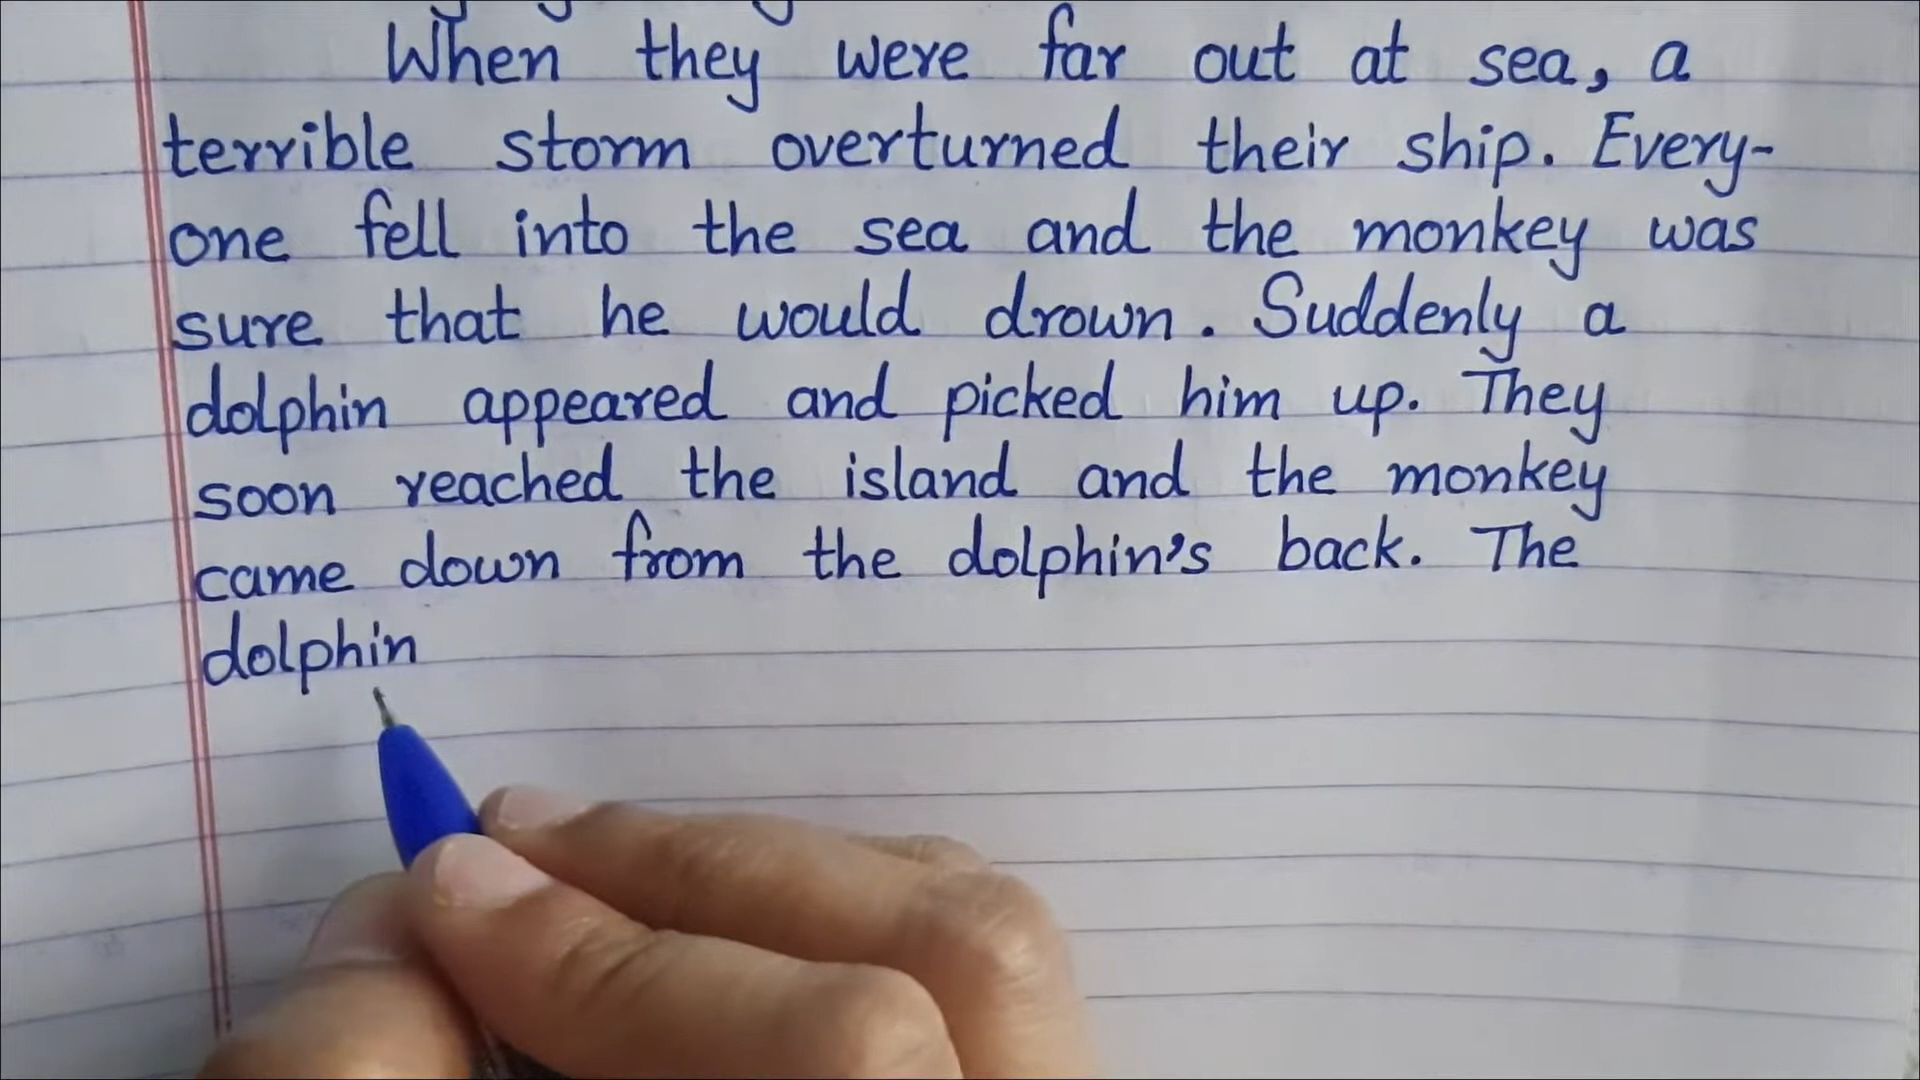 When they were far out at sea, a
terrible storm overturned their ship. Every-
one fell into the sea and the monkey was
sure that he would drown. Suddenly a
dolphin appeared and picked him up. They
soon reached the island and the monkey
came down from the dolphin's back. The
dolphin